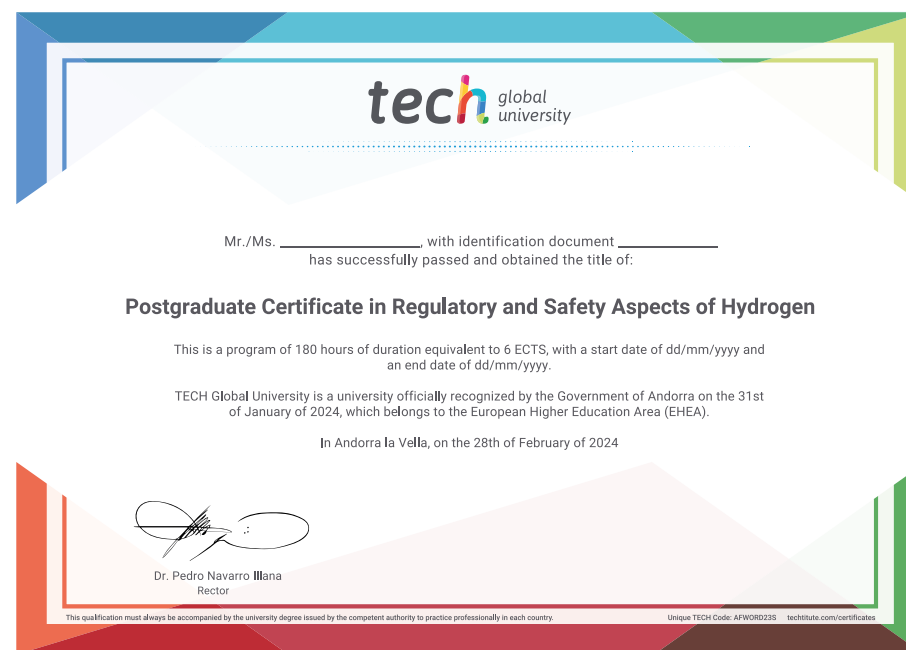 tech global
university
Mr./Ms. ____________________, with identification document ______________
has successfully passed and obtained the title of:
Postgraduate Certificate in Regulatory and Safety Aspects of Hydrogen
This is a program of 180 hours of duration equivalent to 6 ECTS, with a start date of dd/mm/yyyy and
an end date of dd/mm/yyyy.
TECH Global University is a university officially recognized by the Government of Andorra on the 31st
of January of 2024, which belongs to the European Higher Education Area (EHEA).
In Andorra la Vella, on the 28th of February of 2024
Dr. Pedro Navarro Illana
Rector
This qualification must always be accompanied by the university degree issued by the competent authority to practice professionally in each country.
Unique TECH Code: AFWORD23S techtitute.com/certificates